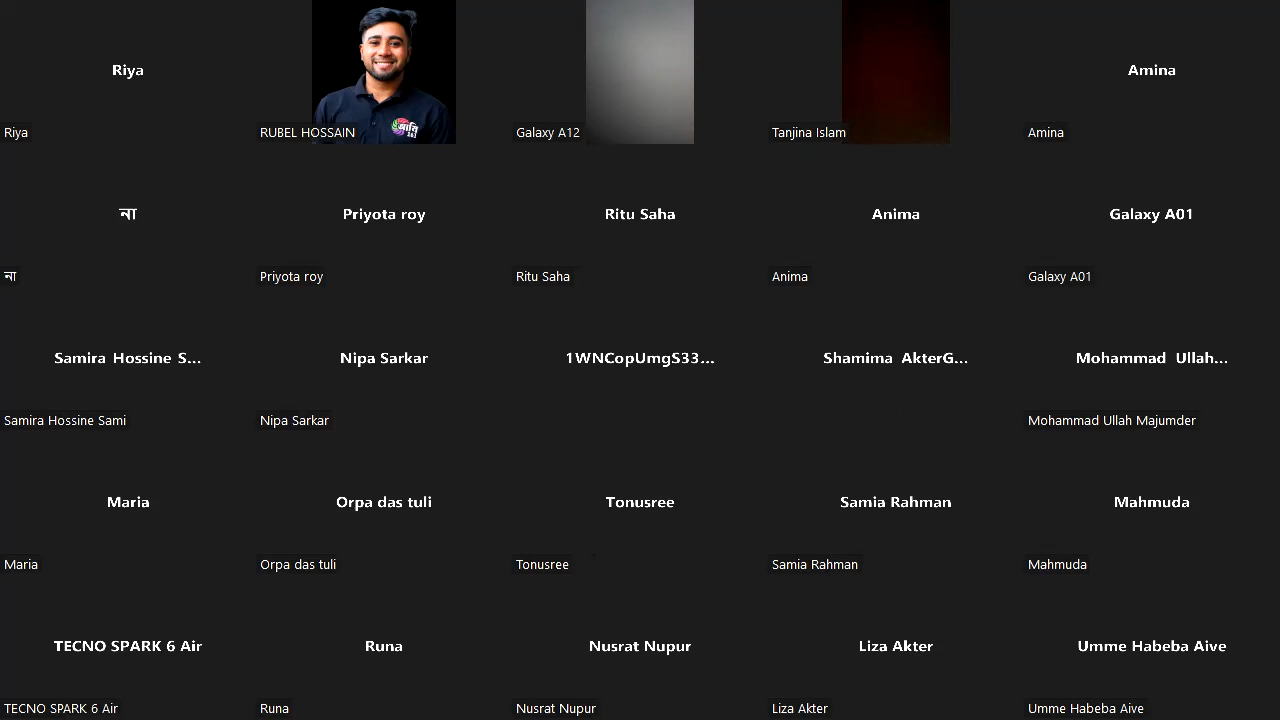 Riya
Riya
RUBEL HOSSAIN
Galaxy A12
Tanjina Islam
Amina
Amina
না
না
Priyota roy
Priyota roy
Ritu Saha
Ritu Saha
Anima
Anima
Galaxy A01
Galaxy A01
Samira Hossine S...
Samira Hossine Sami
Nipa Sarkar
Nipa Sarkar
1WNCopUmgS33...
Shamima AkterG...
Mohammad Ullah...
Mohammad Ullah Majumder
Maria
Maria
Orpa das tuli
Orpa das tuli
Tonusree
Tonusree
Samia Rahman
Samia Rahman
Mahmuda
Mahmuda
TECNO SPARK 6 Air
TECNO SPARK 6 Air
Runa
Runa
Nusrat Nupur
Nusrat Nupur
Liza Akter
Liza Akter
Umme Habeba Aive
Umme Habeba Aive